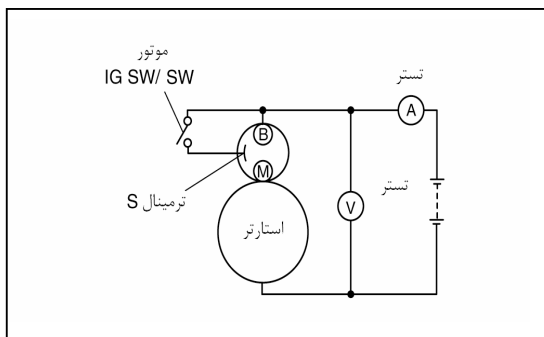 موتور
IG SW/ SW
تستر
A
B
M
ترمینال S
تستر
V
استارتر